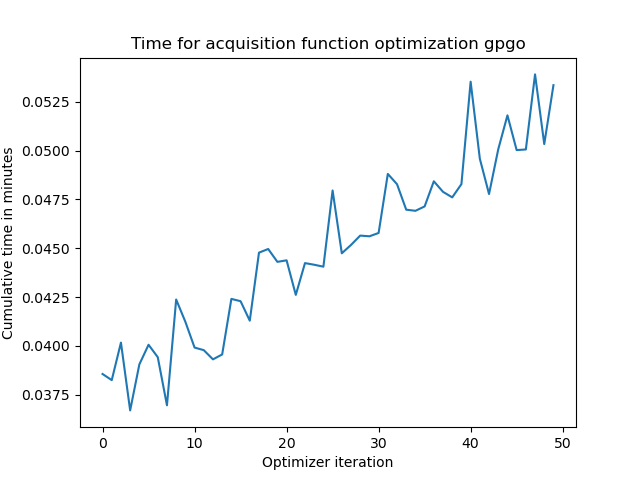 Time for acquisition function optimization gpgo
Cumulative time in minutes
0.0525
0.0500
0.0475
0.0450
0.0425
0.0400
0.0375
0 10 20 30 40 50
Optimizer iteration